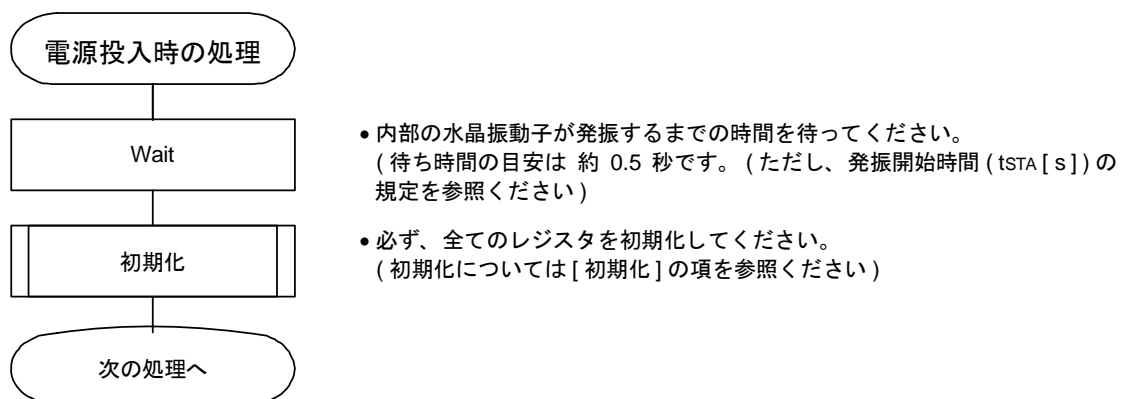 電源投入時の処理
Wait
• 内部の水晶振動子が発振するまでの時間を待ってください。
( 待ち時間の目安は 約 0.5 秒です。 ( ただし、発振開始時間 ( tSTA [ s ] ) の
規定を参照ください )
初期化
• 必ず、全てのレジスタを初期化してください。
( 初期化については [ 初期化 ] の項を参照ください )
次の処理へ